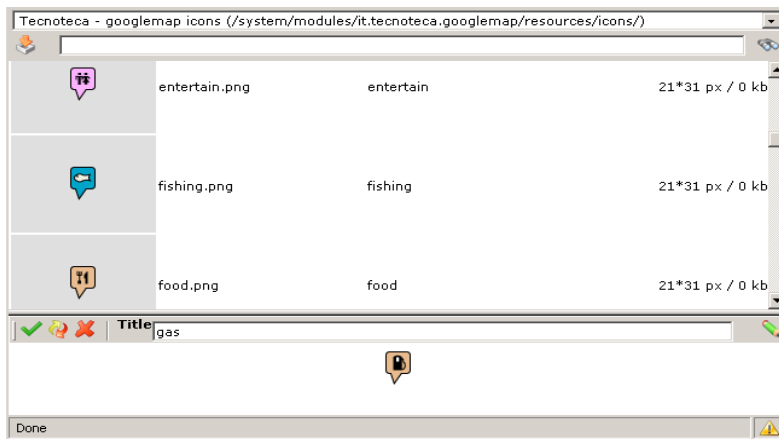 Tecnoteca - googlemap icons (/system/modules/it.tecnoteca.googlemap/resources/icons/)
entertain.png entertain 21*31 px / 0 kb
fishing.png fishing 21*31 px / 0 kb
food.png food 21*31 px / 0 kb
Title gas
Done